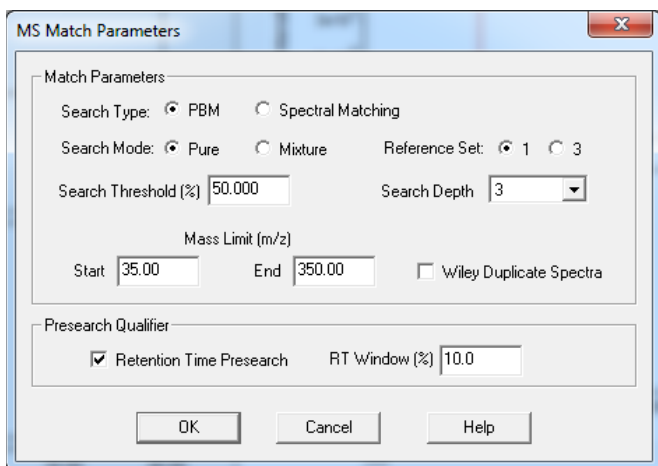 MS Match Parameters
Match Parameters
Search Type: PBM Spectral Matching
Search Mode: Pure Mixture Reference Set: 1 3
Search Threshold (%) 50.000 Search Depth 3
Mass Limit (m/z)
Start 35.00 End 350.00 Wiley Duplicate Spectra
Presearch Qualifier
Retention Time Presearch RT Window (%) 10.0
OK Cancel Help